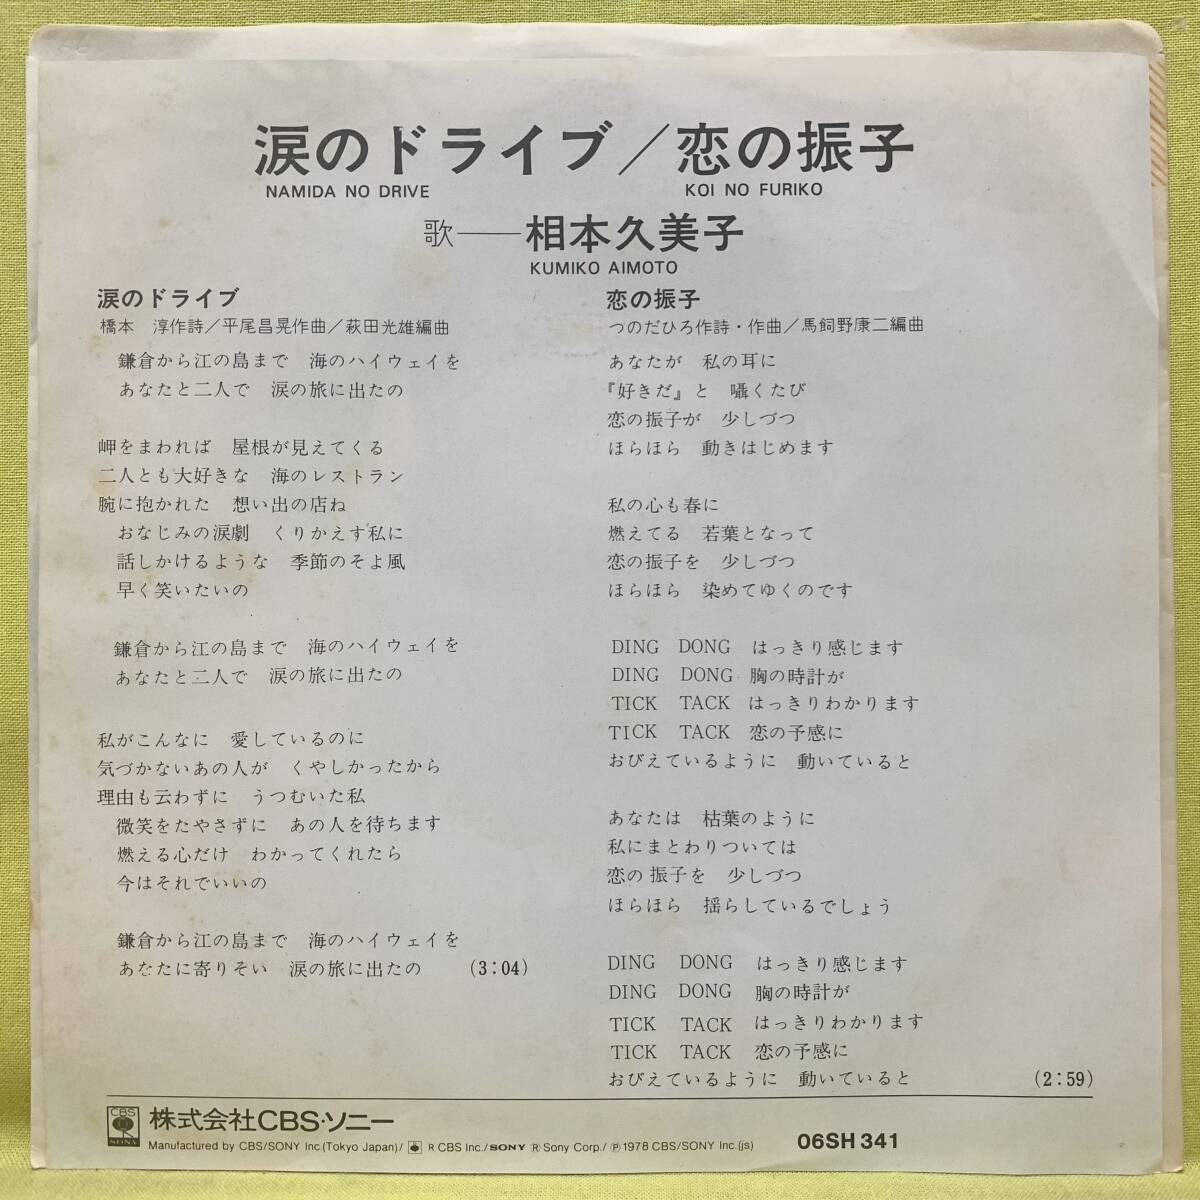 涙のドライブ／恋の振子
NAMIDA NO DRIVE KOI NO FURIKO
歌──相本久美子
KUMIKO AIMOTO
涙のドライブ
橋本　淳作詩／平尾昌晃作曲／萩田光雄編曲
鎌倉から江の島まで　海のハイウェイを
あなたと二人で　涙の旅に出たの
岬をまわれば　屋根が見えてくる
二人とも大好きな　海のレストラン
腕に抱かれた　想い出の店ね
おなじみの涙劇　くりかえす私に
話しかけるような　季節のそよ風
早く笑いたいの
鎌倉から江の島まで　海のハイウェイを
あなたと二人で　涙の旅に出たの
私がこんなに　愛しているのに
気づかないあの人が　くやしかったから
理由も云わずに　うつむいた私
微笑をたやさずに　あの人を待ちます
燃える心だけ　わかってくれたら
今はそれでいいの
鎌倉から江の島まで　海のハイウェイを
あなたに寄りそい　涙の旅に出たの　(3:04)
恋の振子
つのだひろ作詩・作曲／馬飼野康二編曲
あなたが　私の耳に
『好きだ』と　囁くたび
恋の振子が　少しづつ
ほらほら　動きはじめます
私の心も春に
燃えてる　若葉となって
恋の振子を　少しづつ
ほらほら　染めてゆくのです
DING　DONG　はっきり感じます
DING　DONG　胸の時計が
TICK　TACK　はっきりわかります
TICK　TACK　恋の予感に
おびえているように　動いていると
あなたは　枯葉のように
私にまとわりついては
恋の振子を　少しづつ
ほらほら　揺らしているでしょう
DING　DONG　はっきり感じます
DING　DONG　胸の時計が
TICK　TACK　はっきりわかります
TICK　TACK　恋の予感に
おびえているように　動いていると　(2:59)
CBS SONY 株式会社CBS・ソニー
Manufactured by CBS/SONY Inc.(Tokyo Japan)/ R CBS Inc./SONY ®Sony Corp./℗1978 CBS/SONY Inc.(js) 06SH 341